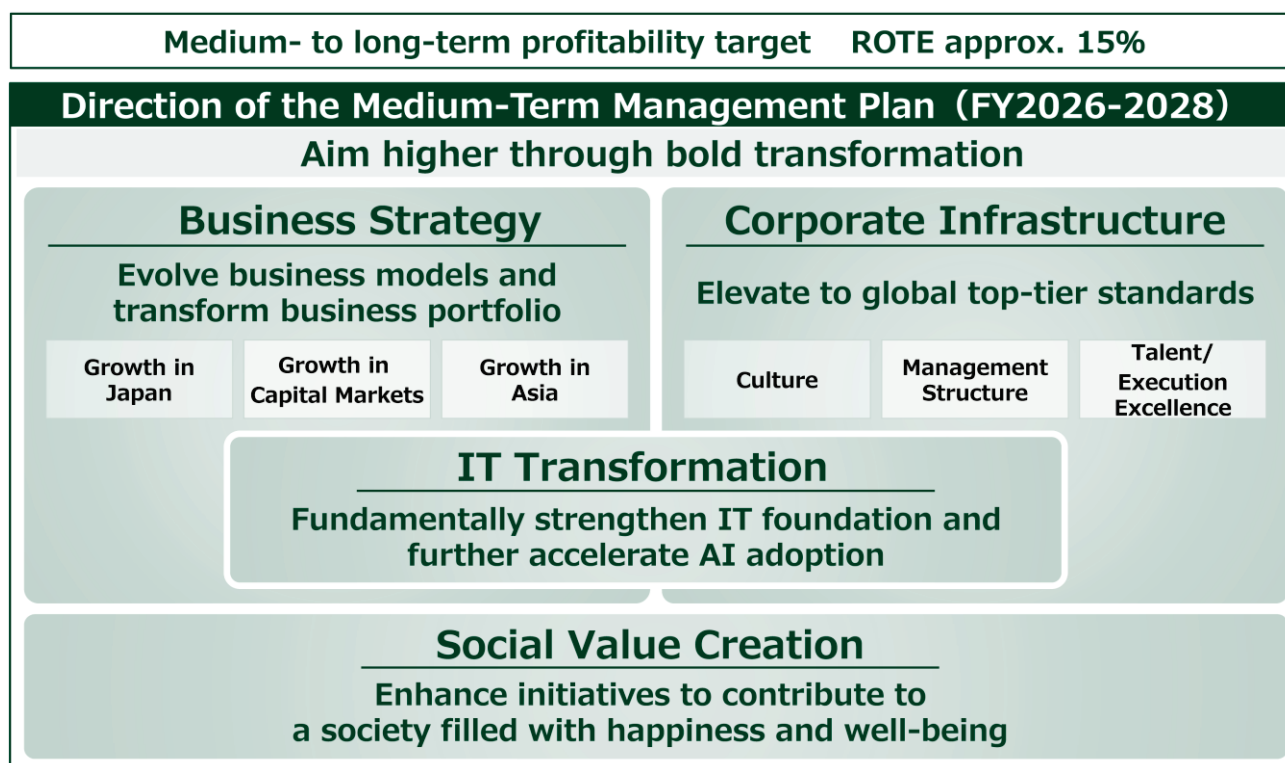 Medium- to long-term profitability target ROTE approx. 15%
Direction of the Medium-Term Management Plan（FY2026-2028）
Aim higher through bold transformation
Business Strategy
Evolve business models and
transform business portfolio
Growth in
Japan
Growth in
Capital Markets
Growth in
Asia
Corporate Infrastructure
Elevate to global top-tier standards
Culture
Management
Structure
Talent/
Execution
Excellence
IT Transformation
Fundamentally strengthen IT foundation and
further accelerate AI adoption
Social Value Creation
Enhance initiatives to contribute to
a society filled with happiness and well-being